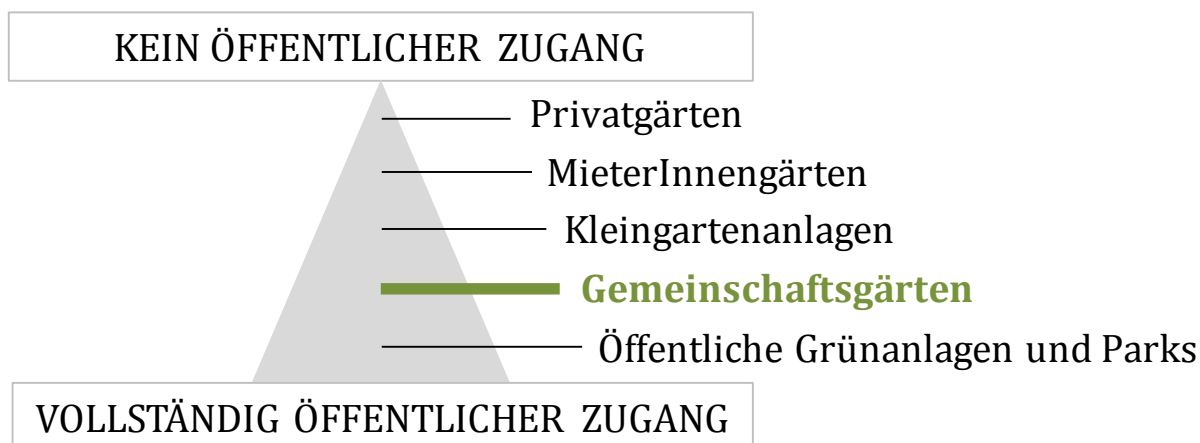 KEIN ÖFFENTLICHER ZUGANG
Privatgärten
MieterInnengärten
Kleingartenanlagen
Gemeinschaftsgärten
Öffentliche Grünanlagen und Parks
VOLLSTÄNDIG ÖFFENTLICHER ZUGANG